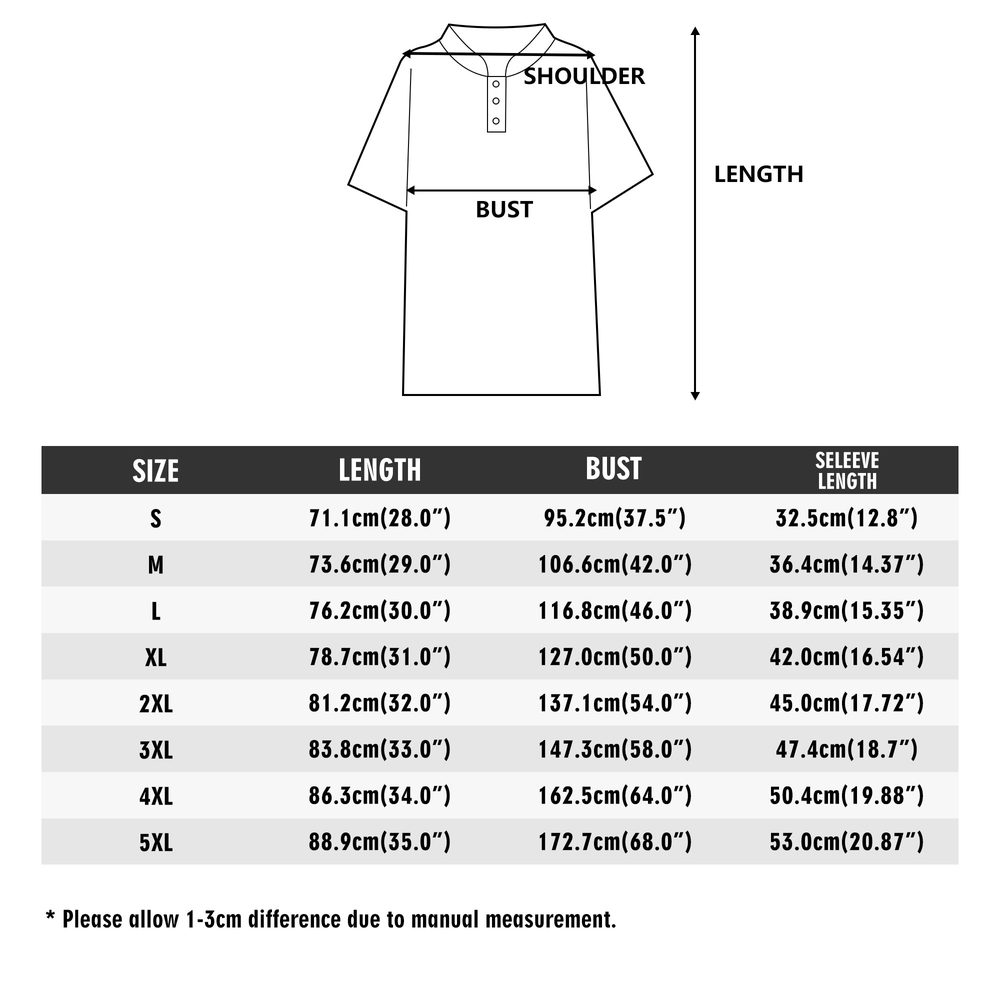 SHOULDER
LENGTH
BUST
SIZE LENGTH BUST SELEEVE LENGTH
S 71.1cm(28.0”) 95.2cm(37.5”) 32.5cm(12.8”)
M 73.6cm(29.0”) 106.6cm(42.0”) 36.4cm(14.37”)
L 76.2cm(30.0”) 116.8cm(46.0”) 38.9cm(15.35”)
XL 78.7cm(31.0”) 127.0cm(50.0”) 42.0cm(16.54”)
2XL 81.2cm(32.0”) 137.1cm(54.0”) 45.0cm(17.72”)
3XL 83.8cm(33.0”) 147.3cm(58.0”) 47.4cm(18.7”)
4XL 86.3cm(34.0”) 162.5cm(64.0”) 50.4cm(19.88”)
5XL 88.9cm(35.0”) 172.7cm(68.0”) 53.0cm(20.87”)
* Please allow 1-3cm difference due to manual measurement.